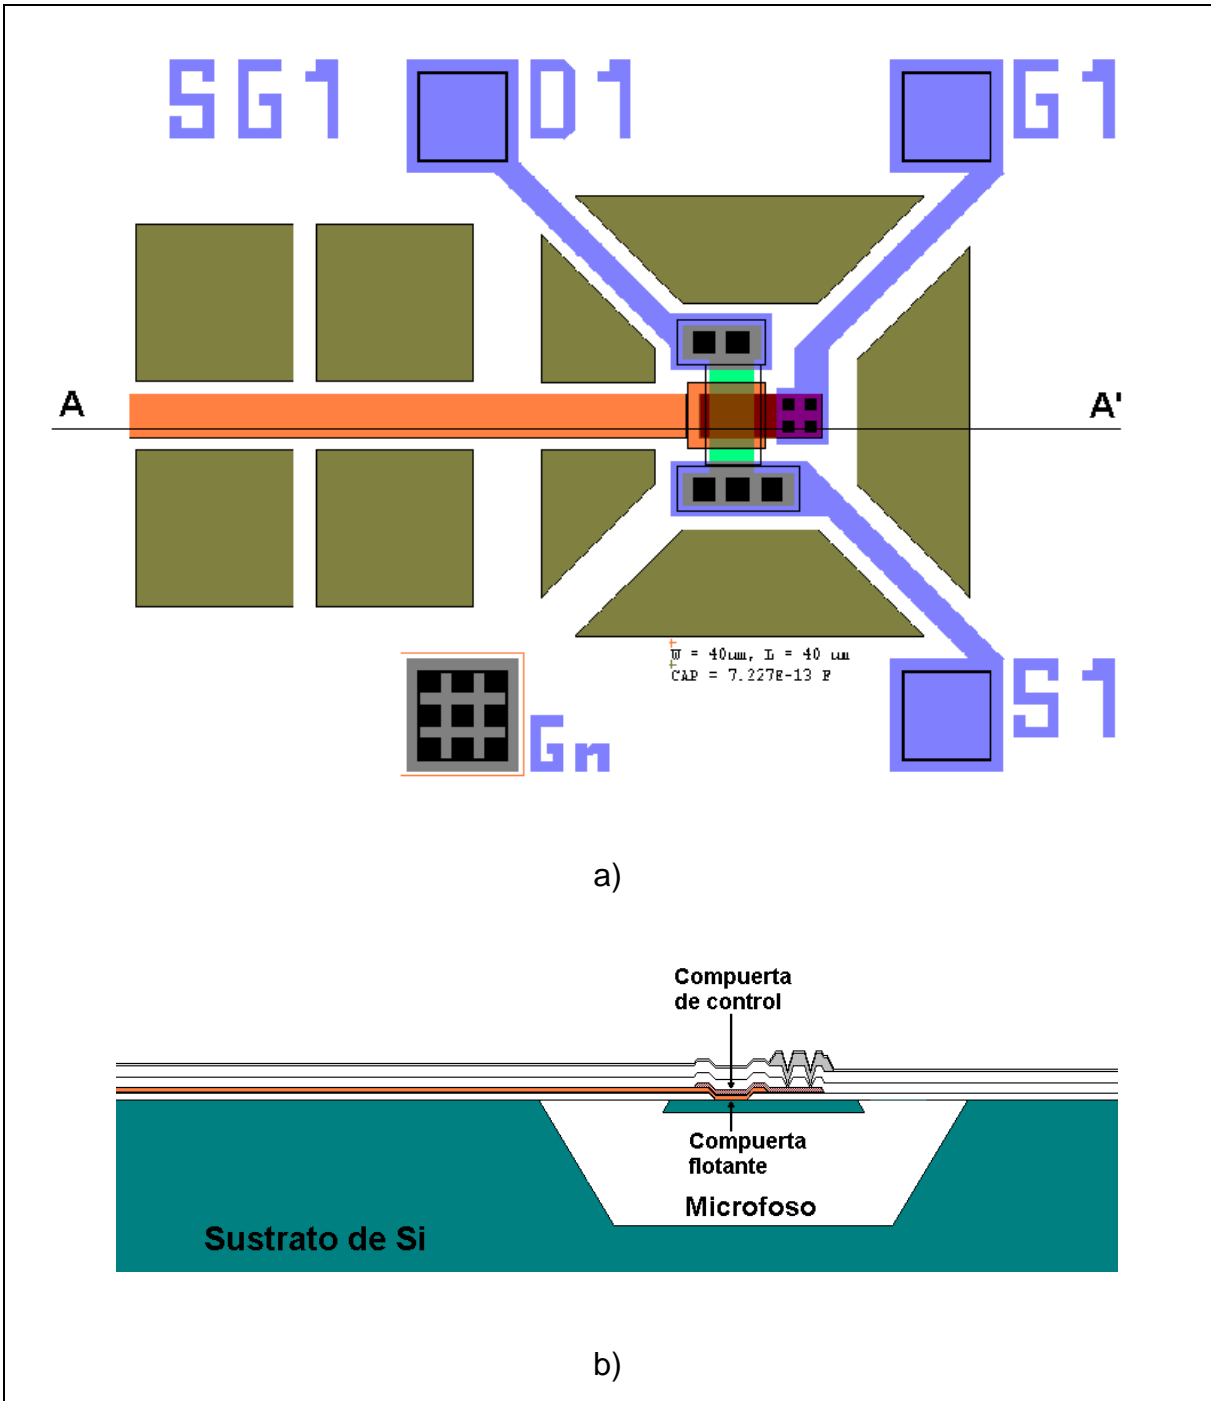 SG1 D1 G1
A A'
W = 40um, L = 40 um
CAP = 7.227E-13 F
Gn S1
a)
Compuerta
de control
Compuerta
flotante
Microfoso
Sustrato de Si
b)